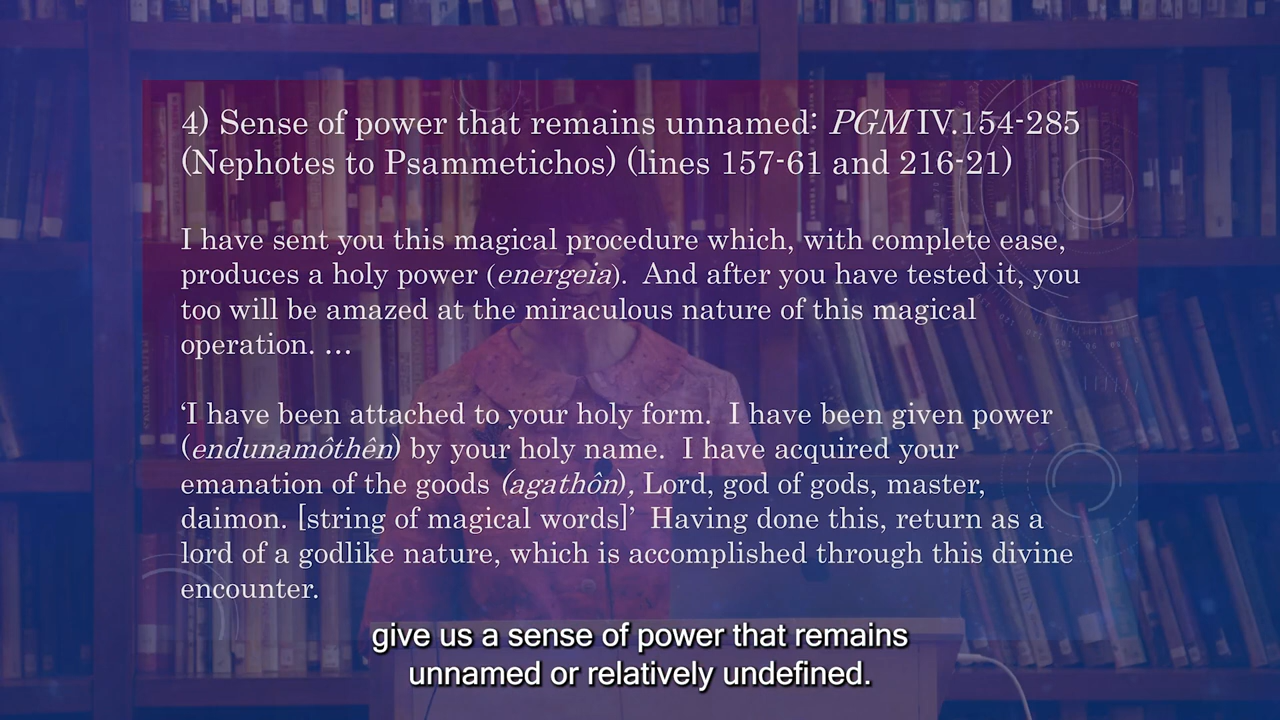 4) Sense of power that remains unnamed: PGM IV.154-285
(Nephotes to Psammetichos) (lines 157-61 and 216-21)
I have sent you this magical procedure which, with complete ease,
produces a holy power (energeia).  And after you have tested it, you
too will be amazed at the miraculous nature of this magical
operation. …
‘I have been attached to your holy form.  I have been given power
(endunamôthên) by your holy name.  I have acquired your
emanation of the goods (agathôn), Lord, god of gods, master,
daimon. [string of magical words]’  Having done this, return as a
lord of a godlike nature, which is accomplished through this divine
encounter.
give us a sense of power that remains
unnamed or relatively undefined.